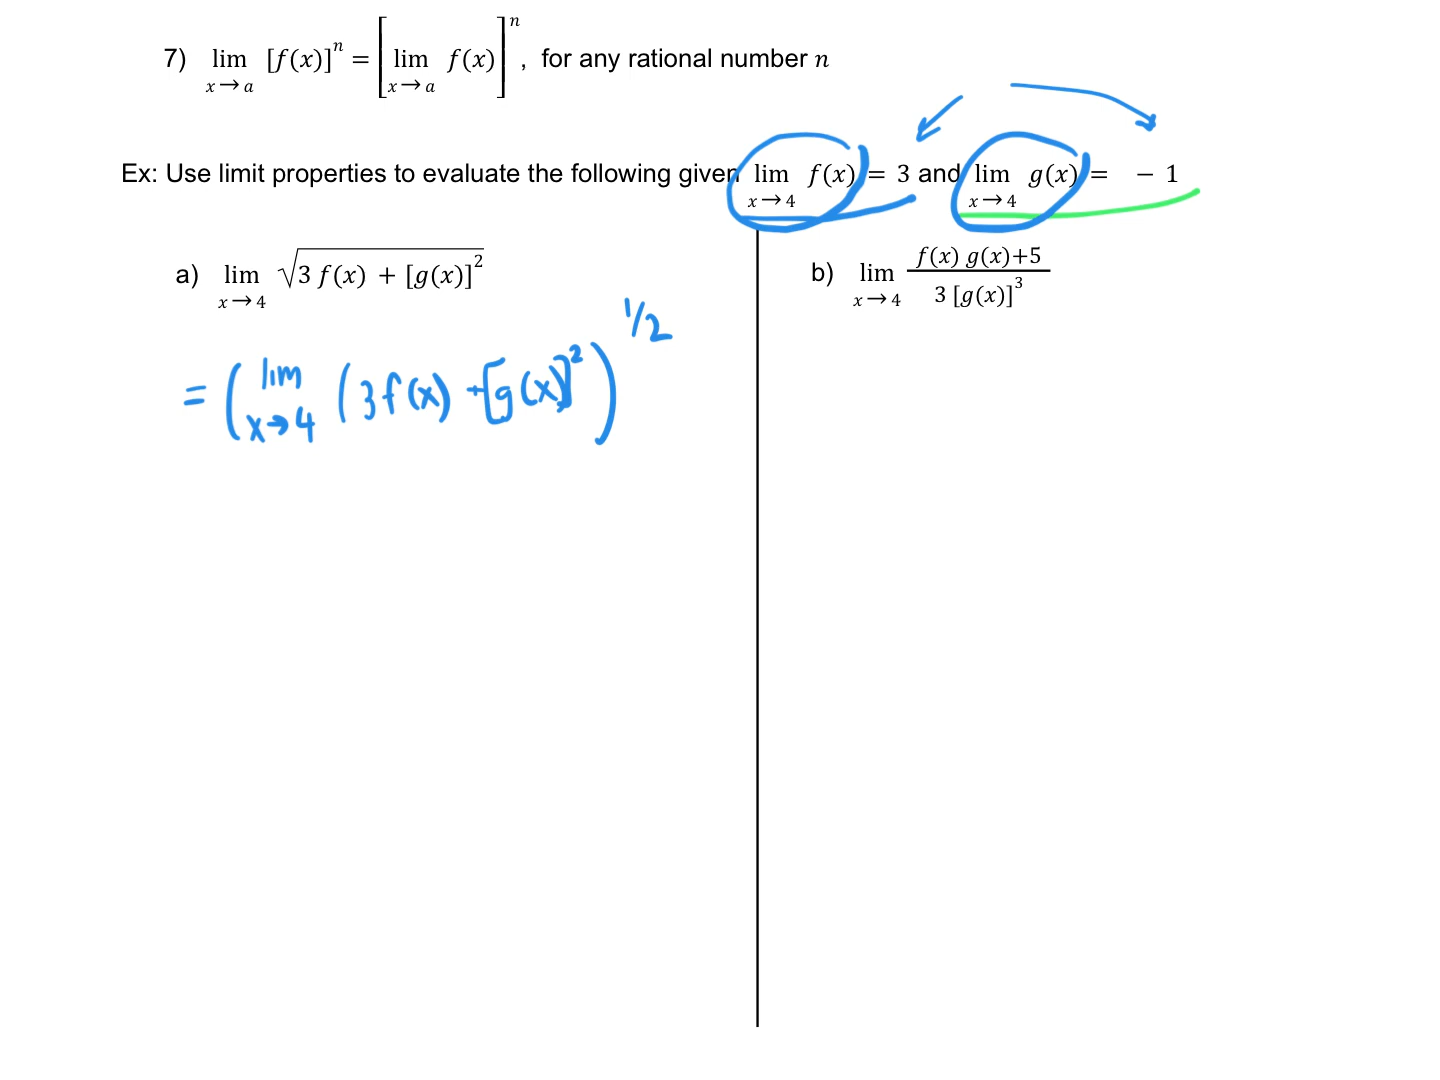 7) lim x→a [f(x)]^n = [lim x→a f(x)]^n, for any rational number n
Ex: Use limit properties to evaluate the following given lim x→4 f(x) = 3 and lim x→4 g(x) = − 1
a) lim x→4 √(3 f(x) + [g(x)]^2)
= (lim x→4 (3f(x) + [g(x)]^2)^1/2
b) lim x→4 (f(x) g(x)+5)/(3 [g(x)]^3)